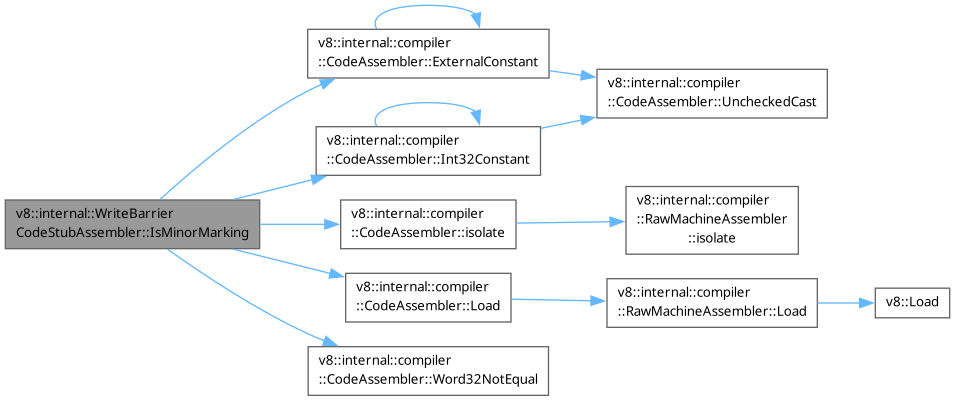 v8::internal::compiler
::CodeAssembler::ExternalConstant
v8::internal::compiler
::CodeAssembler::UncheckedCast
v8::internal::compiler
::CodeAssembler::Int32Constant
v8::internal::WriteBarrier
CodeStubAssembler::IsMinorMarking
v8::internal::compiler
::CodeAssembler::isolate
v8::internal::compiler
::RawMachineAssembler
::isolate
v8::internal::compiler
::CodeAssembler::Load
v8::internal::compiler
::RawMachineAssembler::Load
v8::Load
v8::internal::compiler
::CodeAssembler::Word32NotEqual